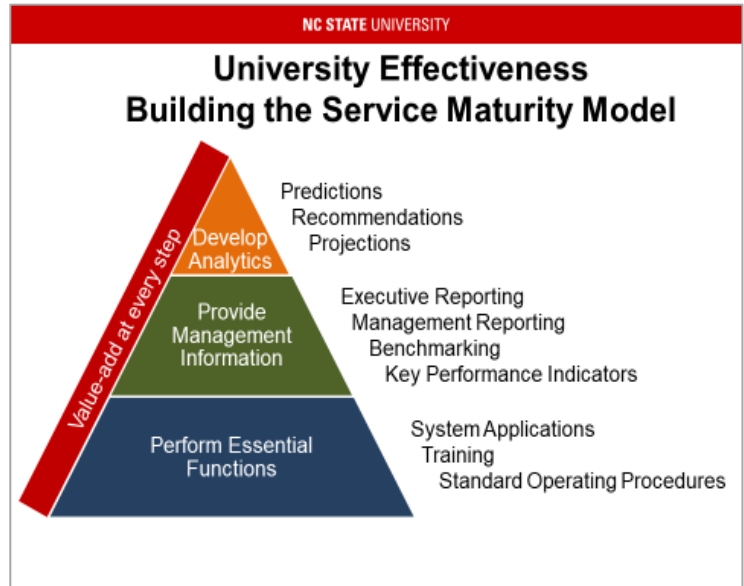 NC STATE UNIVERSITY
University Effectiveness
Building the Service Maturity Model
Value-add at every step
Develop
Analytics
Predictions
Recommendations
Projections
Provide
Management
Information
Executive Reporting
Management Reporting
Benchmarking
Key Performance Indicators
Perform Essential
Functions
System Applications
Training
Standard Operating Procedures